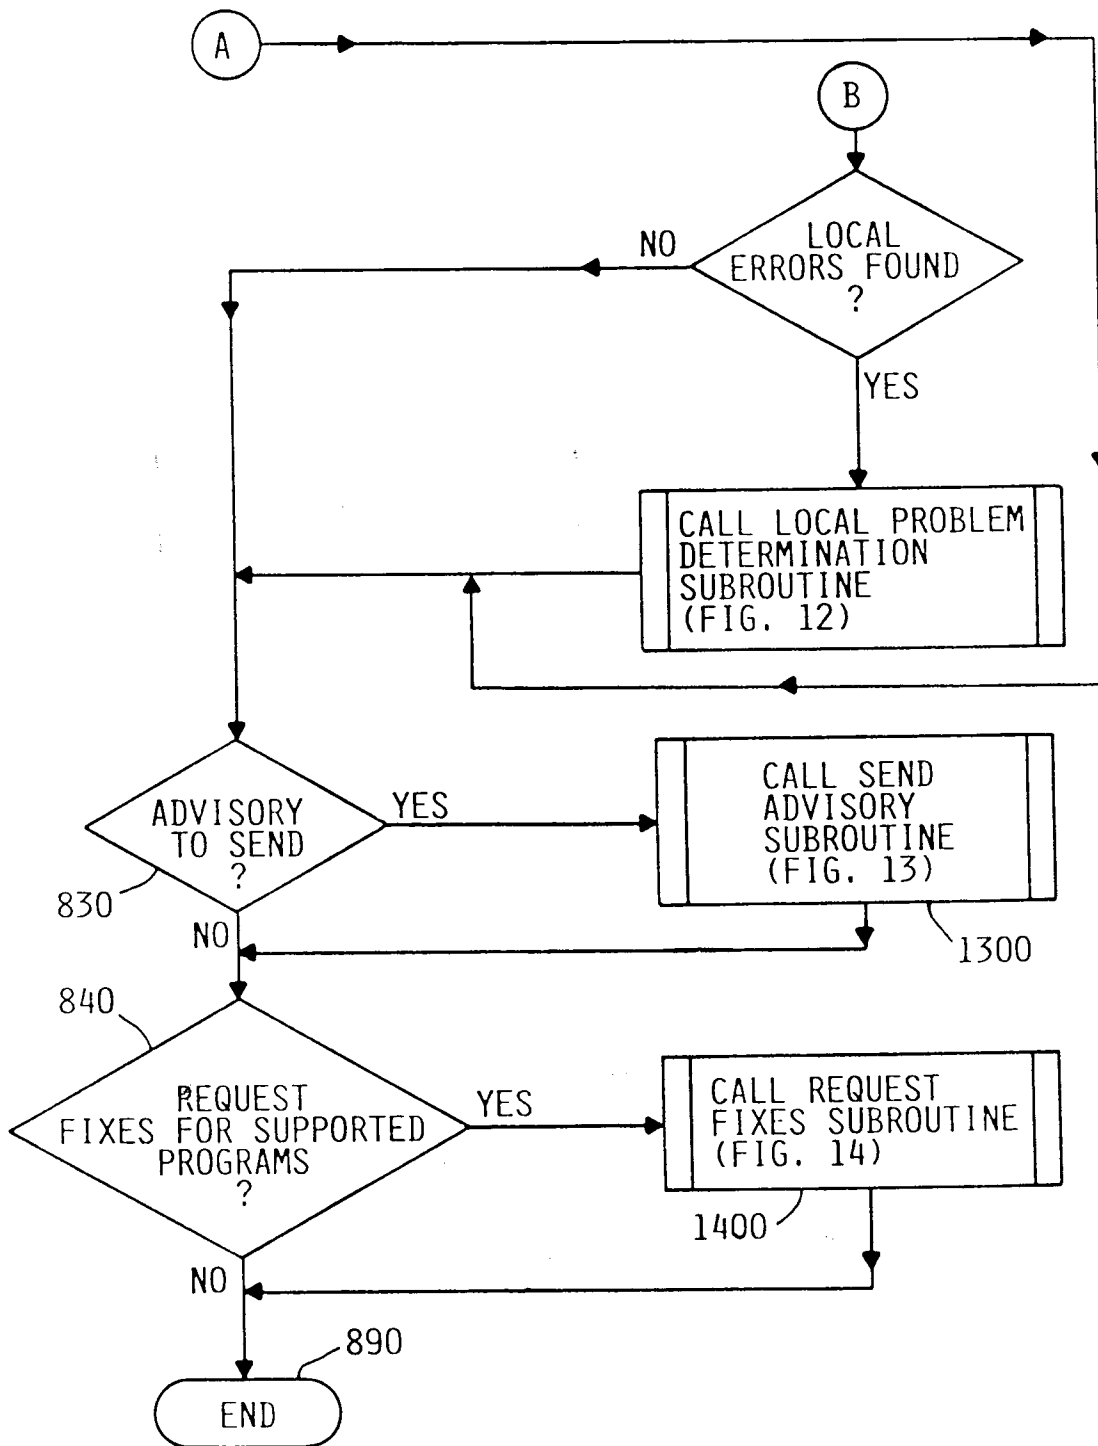 A
B
LOCAL
ERRORS FOUND
?
NO
YES
CALL LOCAL PROBLEM
DETERMINATION
SUBROUTINE
(FIG. 12)
ADVISORY
TO SEND
?
830
YES
NO
CALL SEND
ADVISORY
SUBROUTINE
(FIG. 13)
1300
840
REQUEST
FIXES FOR SUPPORTED
PROGRAMS
?
YES
NO
CALL REQUEST
FIXES SUBROUTINE
(FIG. 14)
1400
890
END